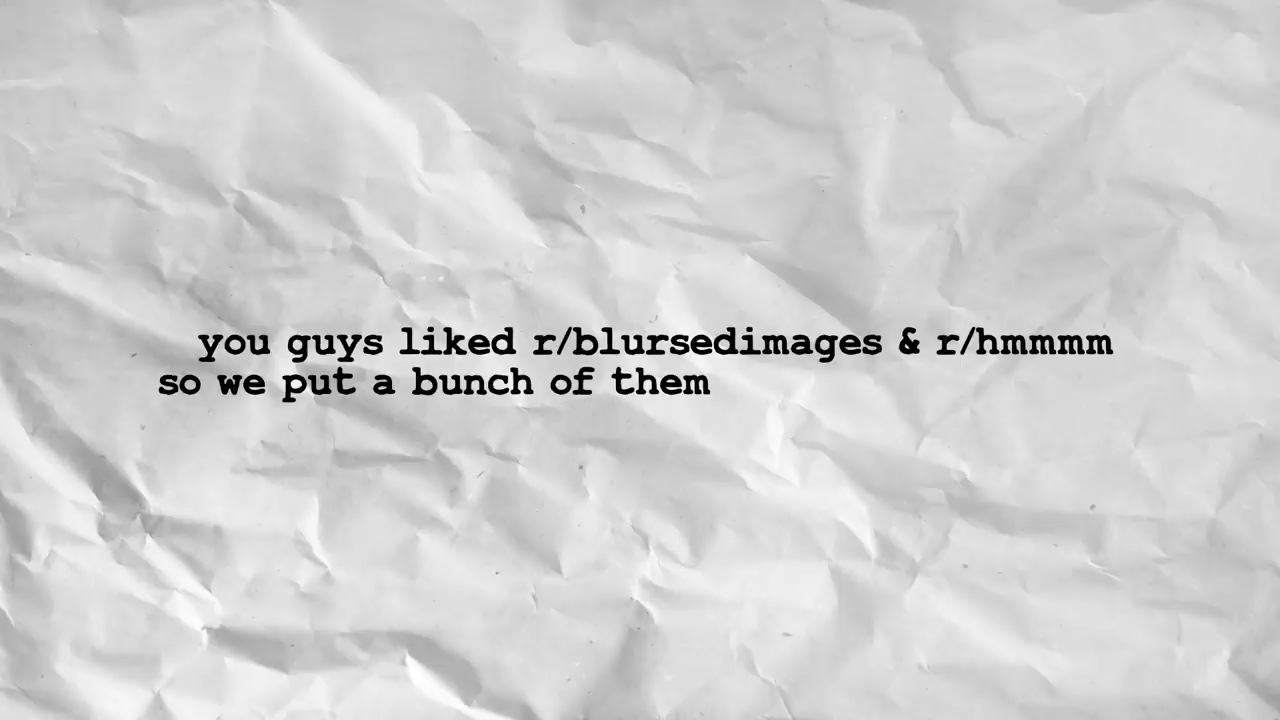 you guys liked r/blursedimages & r/hmmmm
so we put a bunch of them